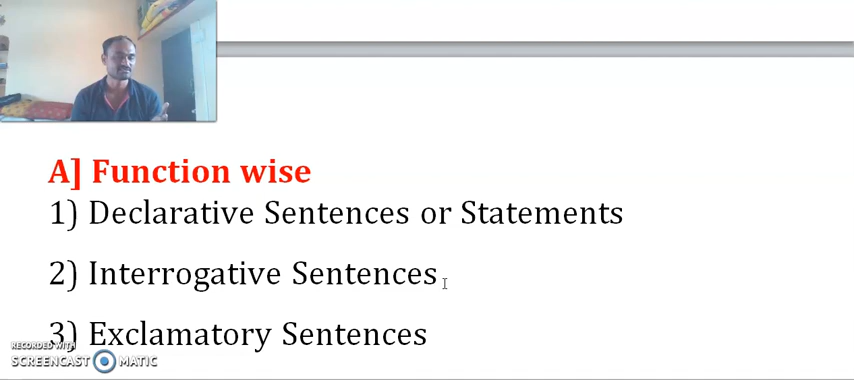 A] Function wise
1) Declarative Sentences or Statements
2) Interrogative Sentences
3) Exclamatory Sentences
RECORDED WITH
SCREENCAST MATIC